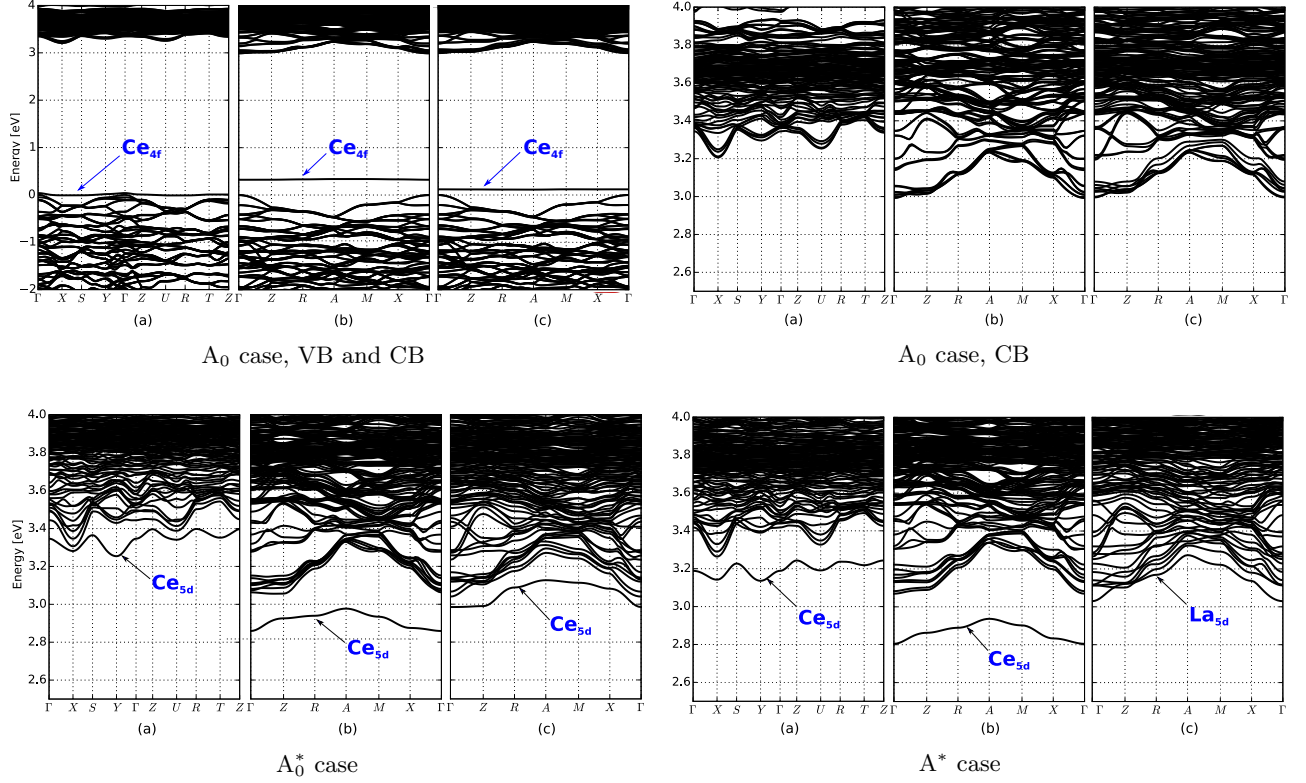 4
2
1
0
−1
−2
Energy [eV]
Ce4f
Ce4f
Ce4f
Γ X S Y Γ Z U R T Z
Γ Z R A M X Γ
Γ Z R A M X Γ
(a) (b) (c)
A0 case, VB and CB
4.0
3.8
3.6
3.4
3.2
3.0
2.8
2.6
Γ X S Y Γ Z U R T Z
Γ Z R A M X Γ
Γ Z R A M X Γ
(a) (b) (c)
A0 case, CB
4.0
3.8
3.6
3.4
3.2
3.0
2.8
2.6
Energy [eV]
Ce5d
Ce5d
Ce5d
Γ X S Y Γ Z U R T Z
Γ Z R A M X Γ
Γ Z R A M X Γ
(a) (b) (c)
A*0 case
4.0
3.8
3.6
3.4
3.2
3.0
2.8
2.6
Ce5d
Ce5d
La5d
Γ X S Y Γ Z U R T Z
Γ Z R A M X Γ
Γ Z R A M X Γ
(a) (b) (c)
A* case